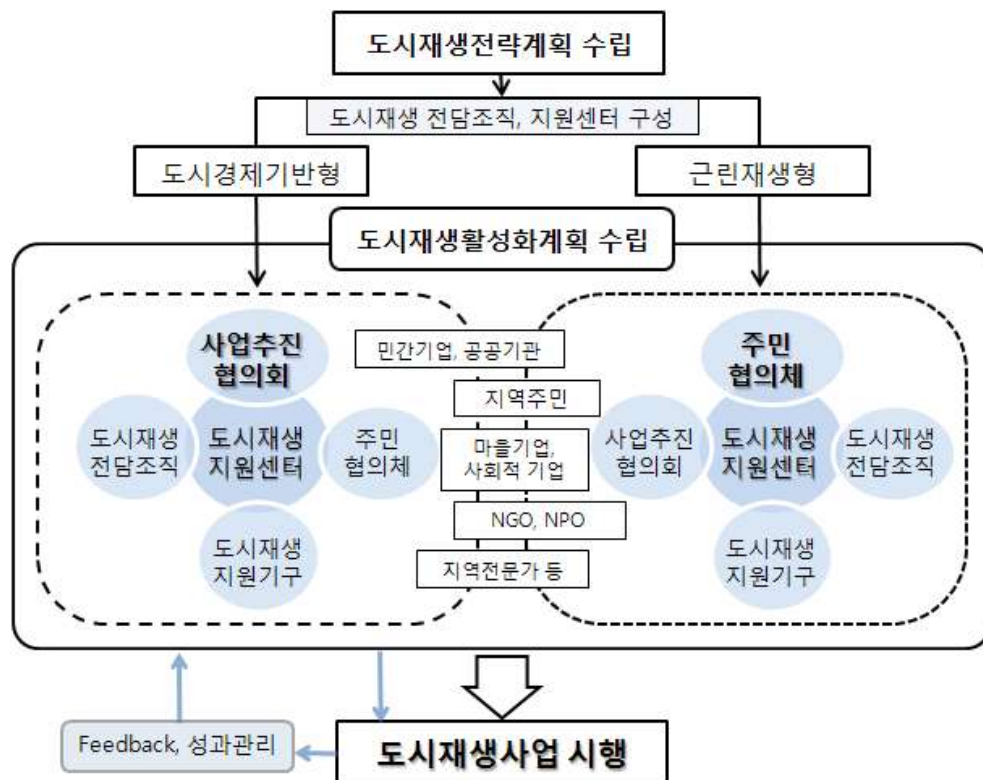 도시재생전략계획 수립
도시재생 전담조직, 지원센터 구성
도시경제기반형
근린재생형
도시재생활성화계획 수립
사업추진
협의회
도시재생
전담조직
도시재생
지원센터
주민
협의체
도시재생
지원기구
민간기업, 공공기관
지역주민
마을기업,
사회적 기업
NGO, NPO
지역전문가 등
주민
협의체
사업추진
협의회
도시재생
지원센터
도시재생
전담조직
도시재생
지원기구
Feedback, 성과관리
도시재생사업 시행